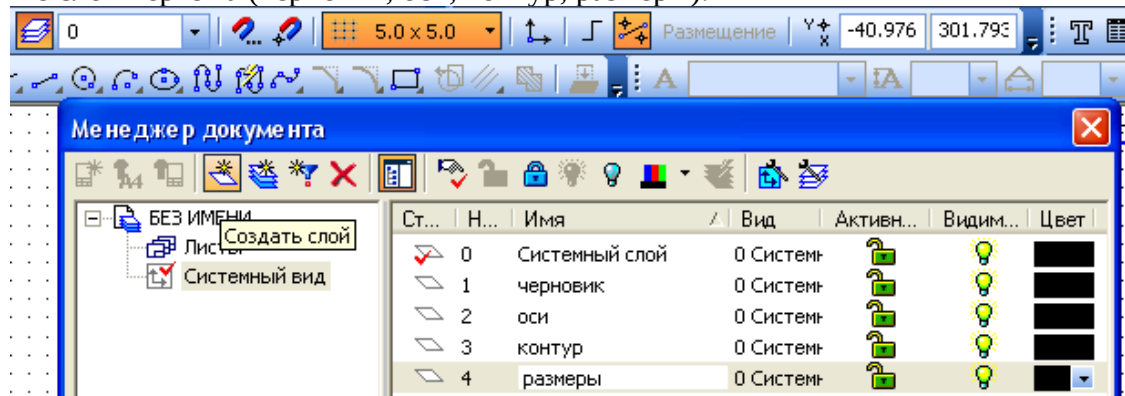 0 5.0 x 5.0 Размещение Y X -40.976 301.793 T
A IA
Менеджер документа
A4
БЕЗ ИМЕНИ
Листы
Создать слой
Системный вид
Ст... Н... Имя Вид Активн... Видим... Цвет
0 Системный слой 0 Системн
1 черновик 0 Системн
2 оси 0 Системн
3 контур 0 Системн
4 размеры 0 Системн